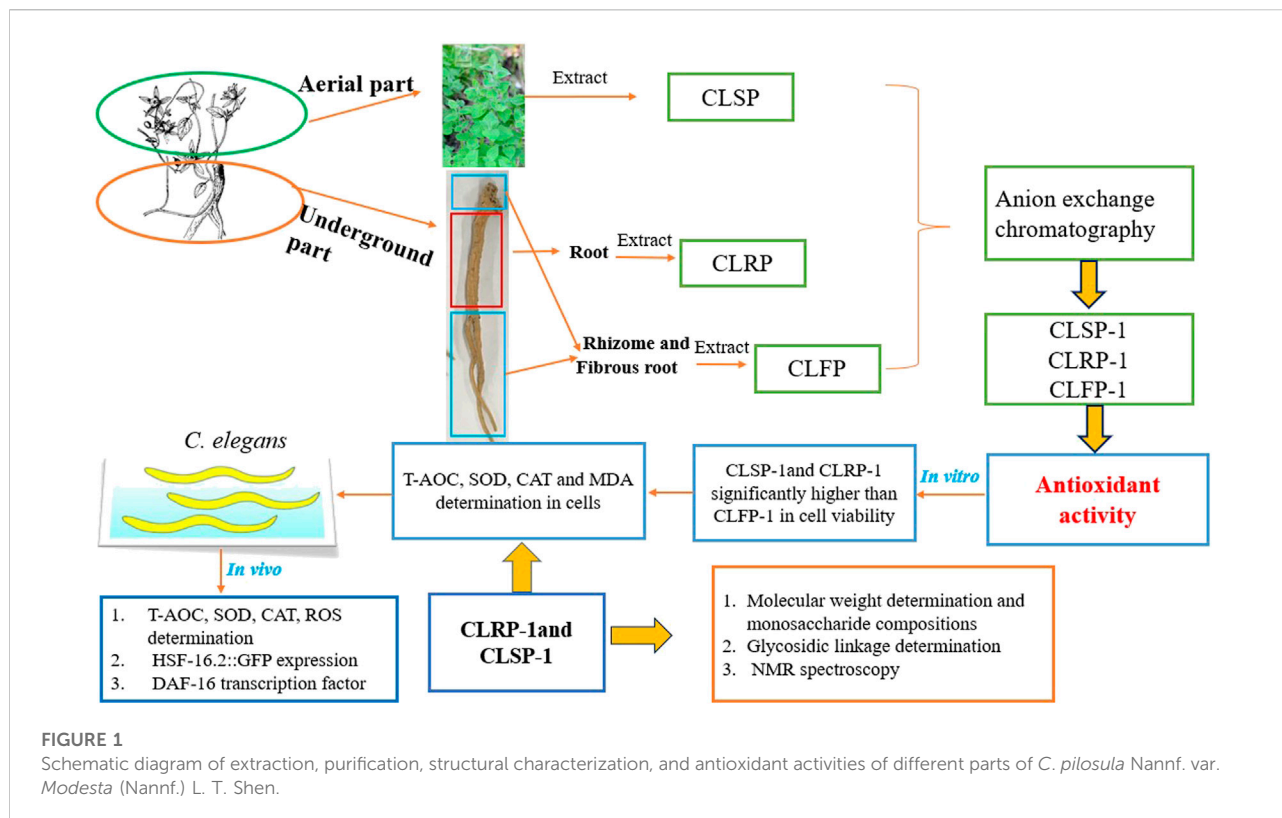 Aerial part
Extract
CLSP
Underground
part
Root
Extract
CLRP
Rhizome and
Fibrous root
Extract
CLFP
Anion exchange
chromatography
CLSP-1
CLRP-1
CLFP-1
Antioxidant
activity
In vitro
CLSP-1and CLRP-1
significantly higher than
CLFP-1 in cell viability
T-AOC, SOD, CAT and MDA
determination in cells
C. elegans
In vivo
1. T-AOC, SOD, CAT, ROS
determination
2. HSF-16.2::GFP expression
3. DAF-16 transcription factor
CLRP-1and
CLSP-1
1. Molecular weight determination and
monosaccharide compositions
2. Glycosidic linkage determination
3. NMR spectroscopy
FIGURE 1
Schematic diagram of extraction, purification, structural characterization, and antioxidant activities of different parts of C. pilosula Nannf. var.
Modesta (Nannf.) L. T. Shen.